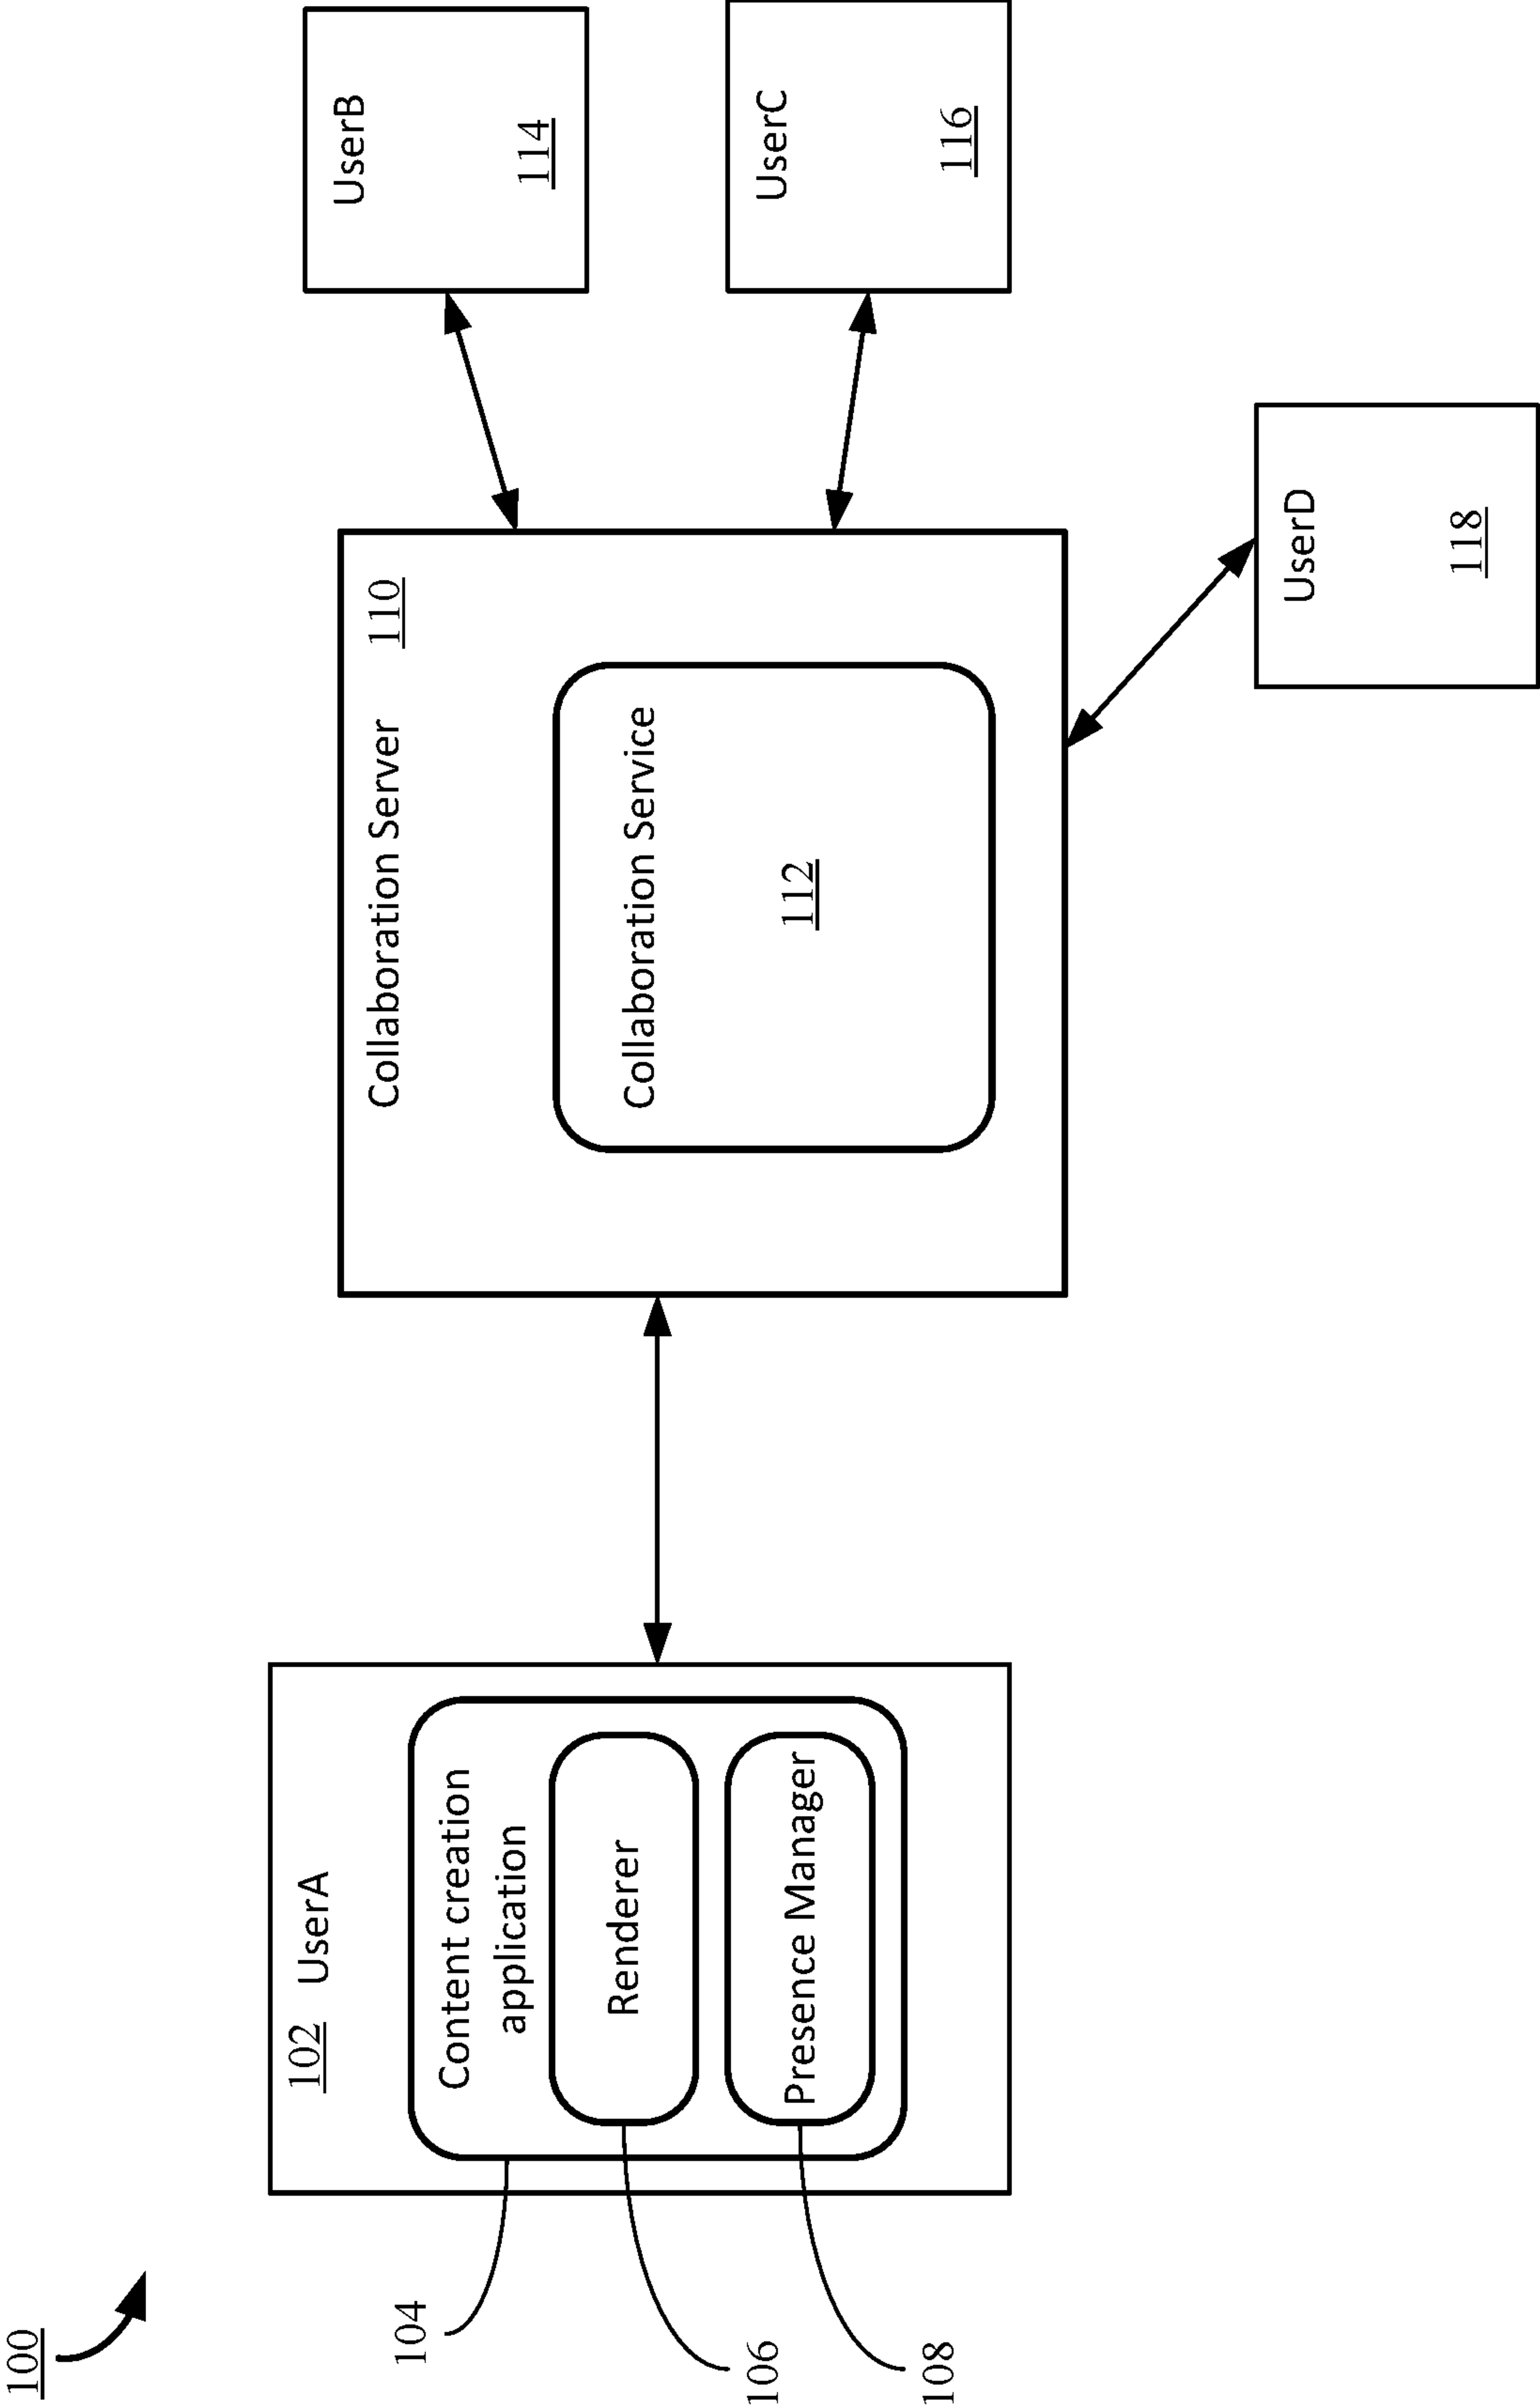 100
102 UserA
Content creation
application
Renderer
Presence Manager
104
106
108
Collaboration Server 110
Collaboration Service
112
UserB
114
UserC
116
UserD
118